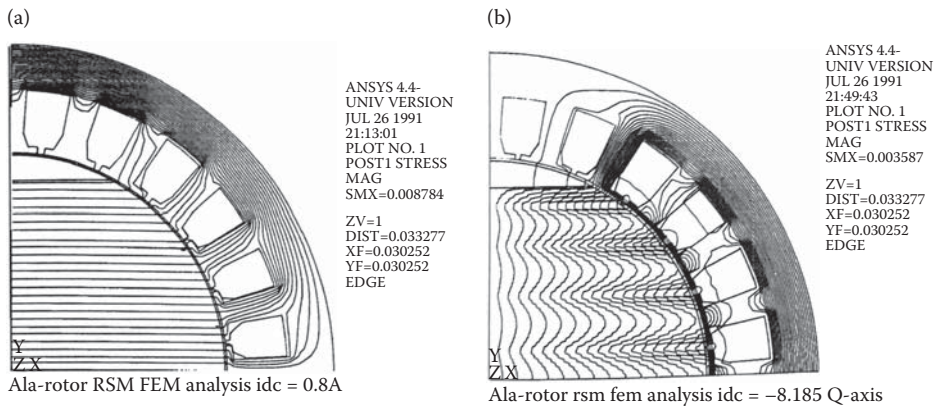 (a)
ANSYS 4.4-
UNIV VERSION
JUL 26 1991
21:13:01
PLOT NO. 1
POST1 STRESS
MAG
SMX=0.008784
ZV=1
DIST=0.033277
XF=0.030252
YF=0.030252
EDGE
Y
Z X
Ala-rotor RSM FEM analysis idc = 0.8A
(b)
ANSYS 4.4-
UNIV VERSION
JUL 26 1991
21:49:43
PLOT NO. 1
POST1 STRESS
MAG
SMX=0.003587
ZV=1
DIST=0.033277
XF=0.030252
YF=0.030252
EDGE
Y
Z X
Ala-rotor rsm fem analysis idc = −8.185 Q-axis